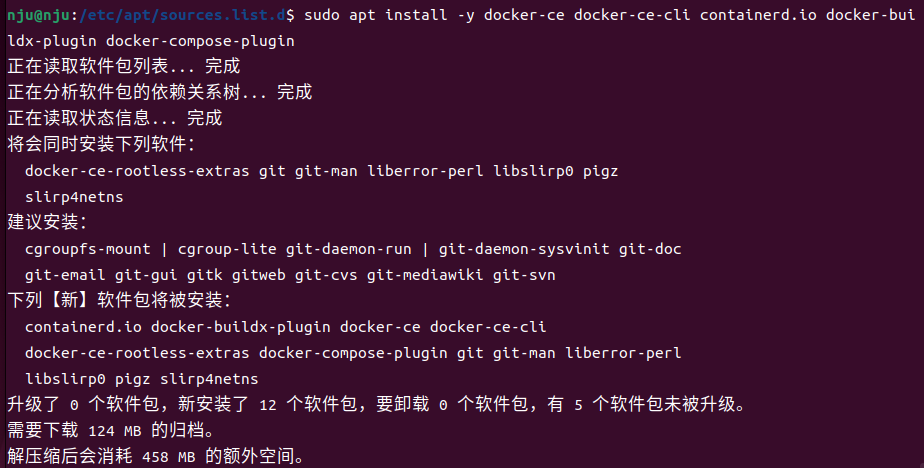 nju@nju:/etc/apt/sources.list.d$ sudo apt install -y docker-ce docker-ce-cli containerd.io docker-bui
ldx-plugin docker-compose-plugin
正在读取软件包列表... 完成
正在分析软件包的依赖关系树... 完成
正在读取状态信息... 完成
将会同时安装下列软件：
  docker-ce-rootless-extras git git-man liberror-perl libslirp0 pigz
  slirp4netns
建议安装：
  cgroupfs-mount | cgroup-lite git-daemon-run | git-daemon-sysvinit git-doc
  git-email git-gui gitk gitweb git-cvs git-mediawiki git-svn
下列【新】软件包将被安装：
  containerd.io docker-buildx-plugin docker-ce docker-ce-cli
  docker-ce-rootless-extras docker-compose-plugin git git-man liberror-perl
  libslirp0 pigz slirp4netns
升级了 0 个软件包，新安装了 12 个软件包，要卸载 0 个软件包，有 5 个软件包未被升级。
需要下载 124 MB 的归档。
解压缩后会消耗 458 MB 的额外空间。